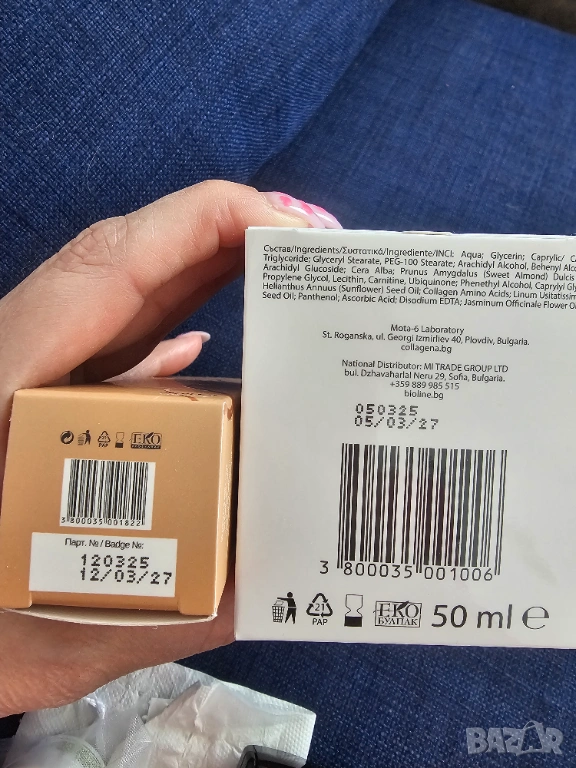 Състав/Ingredients/Συστατικά/Ingrediente/INCI: Aqua; Glycerin; Caprylic/
Triglyceride; Glyceryl Stearate, PEG-100 Stearate; Arachidyl Alcohol, Behenyl
Arachidyl Glucoside; Cera Alba; Prunus Amygdalus (Sweet Almond) Dulcis
Propylene Glycol, Lecithin, Carnitine, Ubiquinone; Phenethyl Alcohol, Caprylyl
Helianthus Annuus (Sunflower) Seed Oil; Collagen Amino Acids; Linum
Seed Oil; Panthenol; Ascorbic Acid; Disodium EDTA; Jasminum Officinale Flower
Mota-6 Laboratory
St. Roganska, ul. Georgi Izmirliev 40, Plovdiv, Bulgaria.
collagena.bg
National Distributor: MI TRADE GROUP LTD
bul. Dzhavaharlal Neru 29, Sofia, Bulgaria.
+359 889 985 515
bioline.bg
050325
05/03/27
3 800035 001006
21
PAP
ЕКО
БУЛПАК
50 ml e
PAP
ЕКО
3 800035 001822
Парт. №/ Badge №:
120325
12/03/27
BAZAR